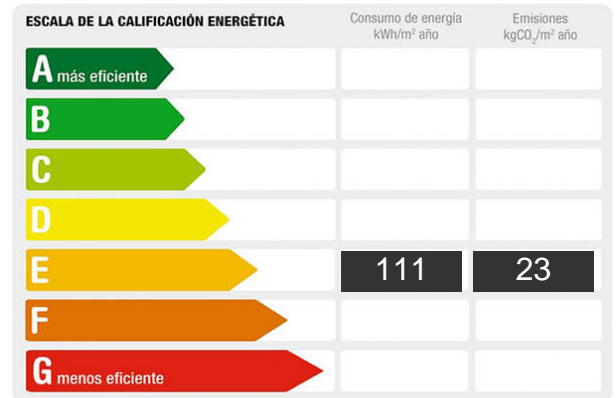 ESCALA DE LA CALIFICACIÓN ENERGÉTICA
Consumo de energía
kWh/m² año
Emisiones
kgCO₂/m² año
A más eficiente
B
C
D
E 111 23
F
G menos eficiente